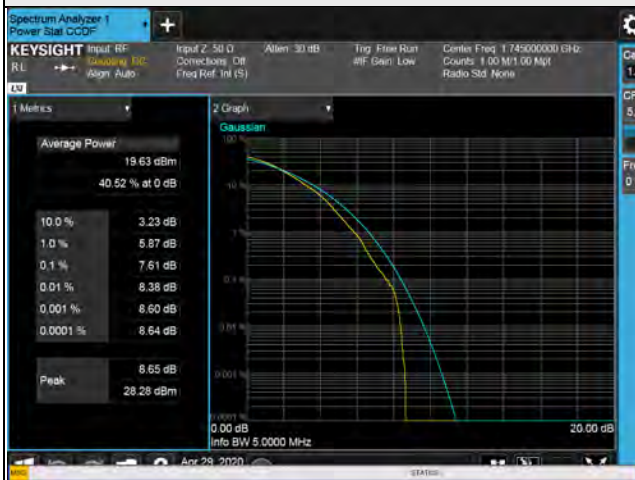 Spectrum Analyzer 1
Power Stat CCDF
KEYSIGHT Input: RF Input Z: 50 Ω Atten: 30 dB Trig: Free Run Center Freq: 1.745000000 GHz
RL Coupling: DC Corrections: Off #IF Gain: Low Counts: 1.00 M/1.00 Mpt
Align: Auto Freq Ref: Int (S) Radio Std: None
1 Metrics 2 Graph
Gaussian
Average Power
19.63 dBm
40.52 % at 0 dB
10.0 % 3.23 dB
1.0 % 5.87 dB
0.1 % 7.61 dB
0.01 % 8.38 dB
0.001 % 8.60 dB
0.0001 % 8.64 dB
Peak 8.65 dB
28.28 dBm
100 %
10 %
1 %
0.1 %
0.01 %
0.001 %
0.0001 %
0.00 dB 20.00 dB
Info BW 5.0000 MHz
Apr 29, 2020
MSG STATUS